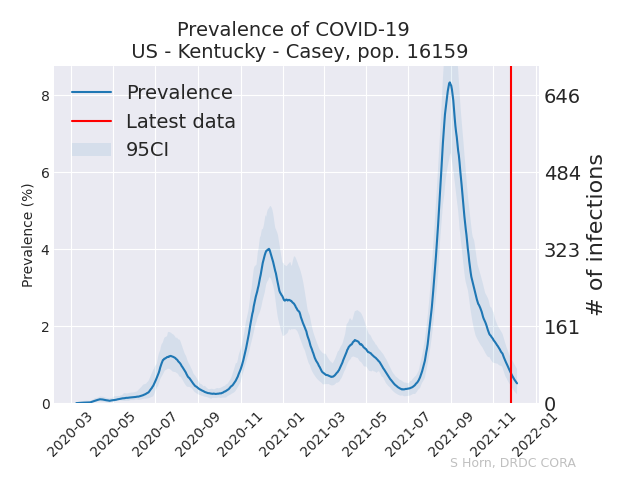 Prevalence of COVID-19
US - Kentucky - Casey, pop. 16159
Prevalence
Latest data
95CI
Prevalence (%)
8
6
4
2
0
646
484
323
161
0
# of infections
2020-03
2020-05
2020-07
2020-09
2020-11
2021-01
2021-03
2021-05
2021-07
2021-09
2021-11
2022-01
S Horn, DRDC CORA